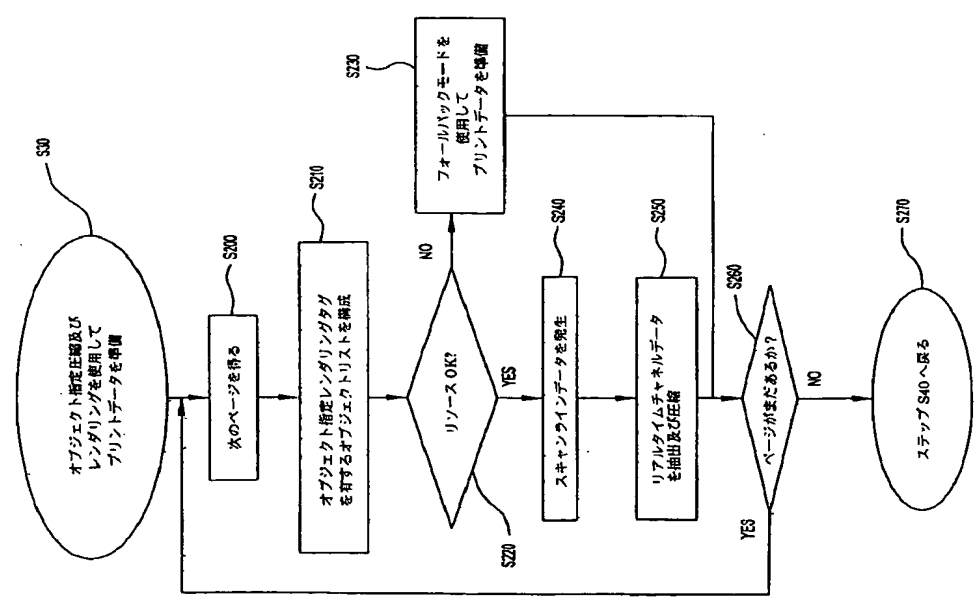 S30
オブジェクト指定圧縮及び
レンダリングを使用して
プリントデータを準備
S200
次のページを得る
S210
オブジェクト指定レンダリングタグ
を有するオブジェクトリストを構成
S220
リソースOK?
NO
YES
S230
フォールバックモードを
使用して
プリントデータを準備
S240
スキャンラインデータを発生
S250
リアルタイムチャネルデータ
を抽出及び圧縮
S260
ページがまだあるか?
YES
NO
S270
ステップS40へ戻る